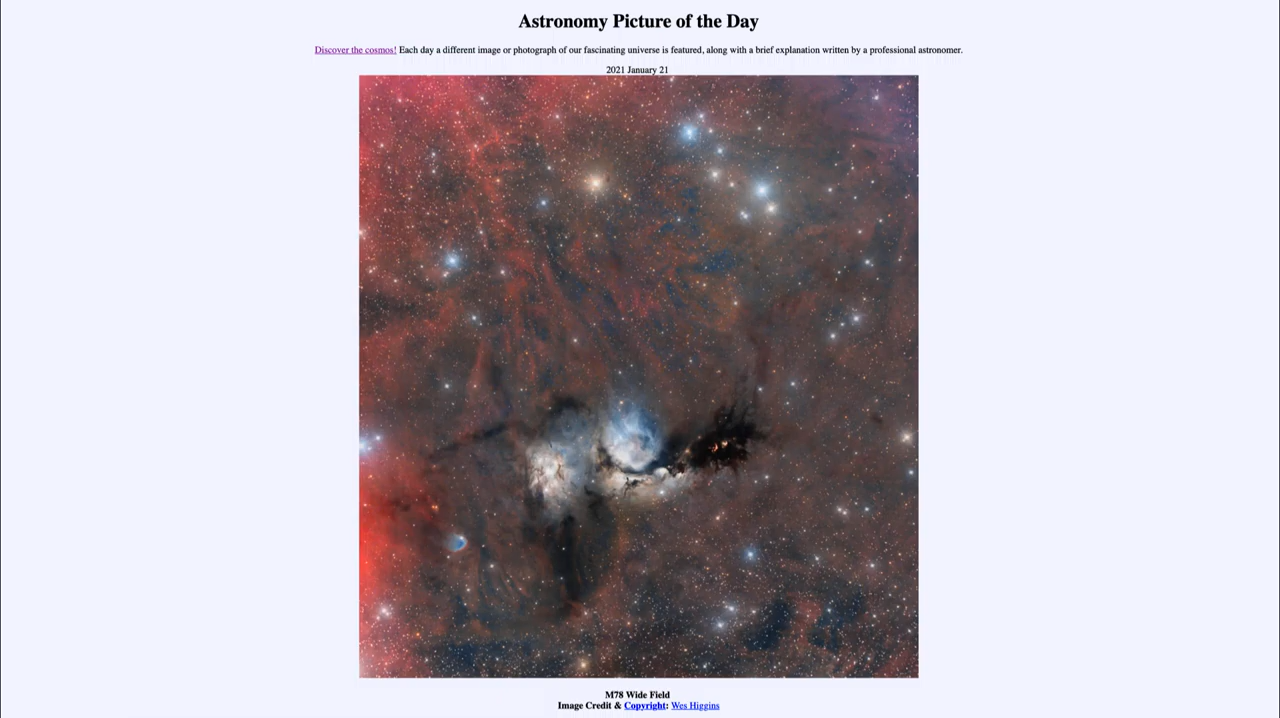 Astronomy Picture of the Day
Discover the cosmos! Each day a different image or photograph of our fascinating universe is featured, along with a brief explanation written by a professional astronomer.
2021 January 21
M78 Wide Field
Image Credit & Copyright: Wes Higgins